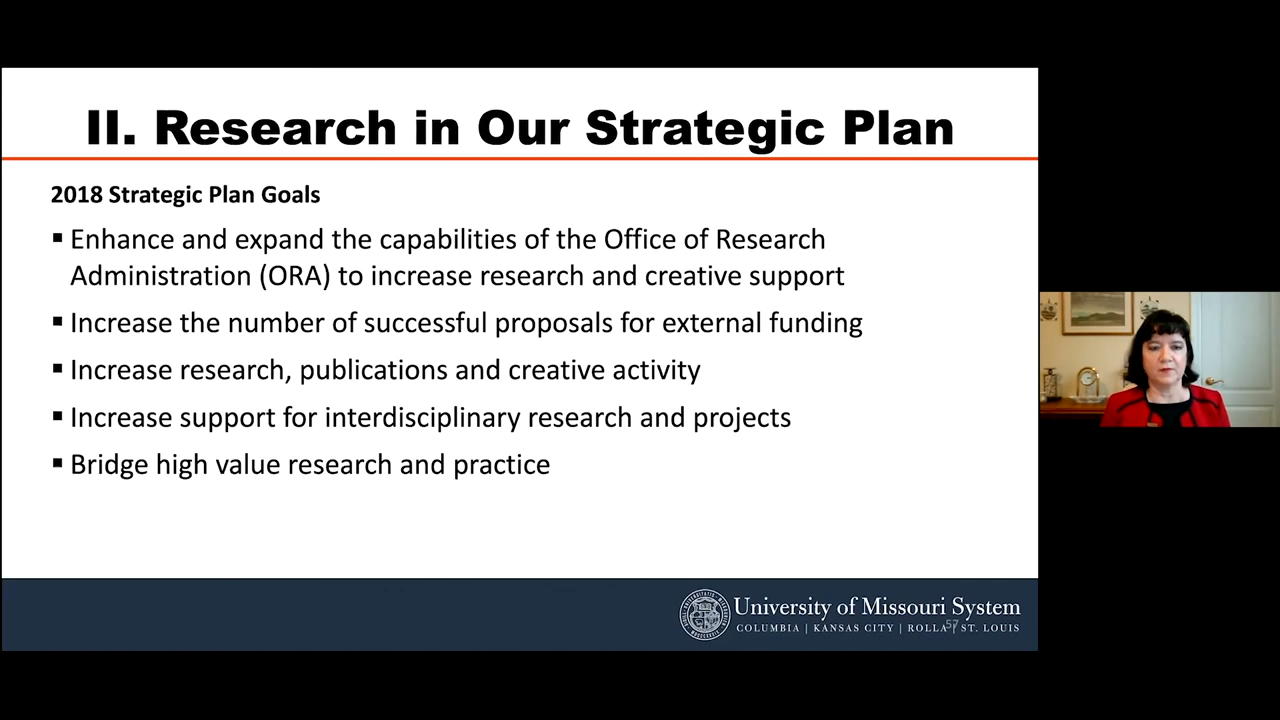 II. Research in Our Strategic Plan
2018 Strategic Plan Goals
▪ Enhance and expand the capabilities of the Office of Research
Administration (ORA) to increase research and creative support
▪ Increase the number of successful proposals for external funding
▪ Increase research, publications and creative activity
▪ Increase support for interdisciplinary research and projects
▪ Bridge high value research and practice
University of Missouri System
COLUMBIA | KANSAS CITY | ROLLA | ST. LOUIS
57